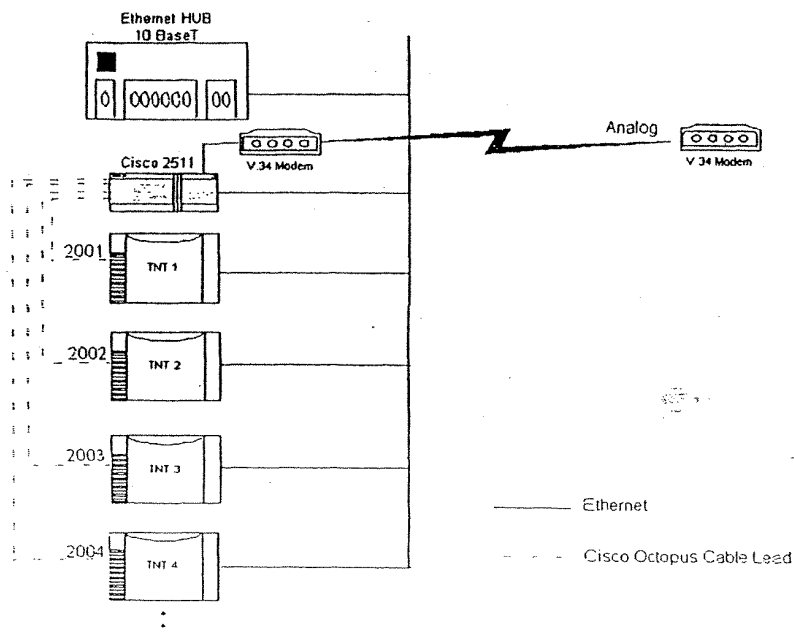 Ethernet HUB
10 BaseT
0 000000 00
Analog
V.34 Modem
V.34 Modem
Cisco 2511
2001
TNT 1
2002
TNT 2
2003
TNT 3
2004
TNT 4
Ethernet
Cisco Octopus Cable Lead